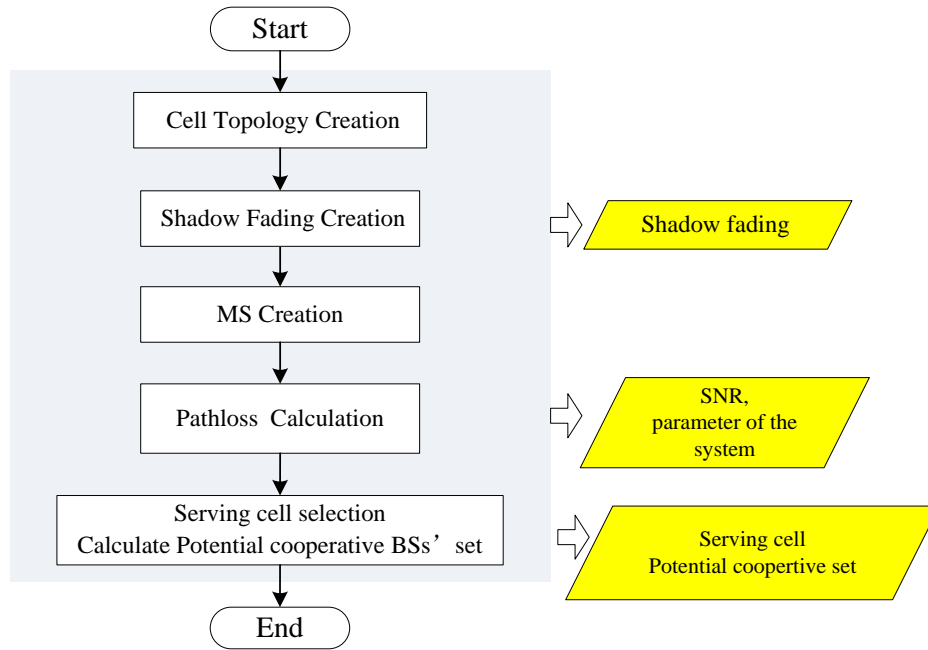 Start
Cell Topology Creation
Shadow Fading Creation
Shadow fading
MS Creation
Pathloss Calculation
SNR,
parameter of the
system
Serving cell selection
Calculate Potential cooperative BSs’ set
Serving cell
Potential coopertive set
End